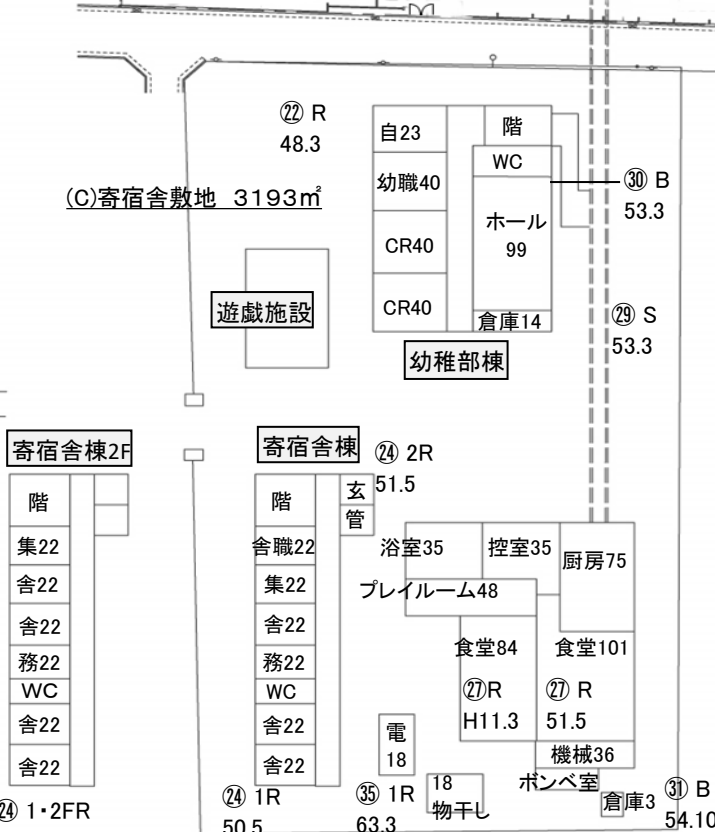 ㉒ R
48.3
(C)寄宿舎敷地 3193㎡
自23
階
WC
幼職40
ホール
99
CR40
CR40
倉庫14
㉚ B
53.3
㉙ S
53.3
遊戯施設
幼稚部棟
寄宿舎棟2F
階
集22
舎22
舎22
務22
WC
舎22
舎22
㉔ 1・2FR
寄宿舎棟
㉔ 2R
51.5
階
玄
管
舎職22
集22
舎22
務22
WC
舎22
舎22
㉔ 1R
50.5
浴室35
控室35
厨房75
プレイルーム48
食堂84
食堂101
㉗R
H11.3
㉗ R
51.5
電
18
機械36
ボンベ室
18
物干し
倉庫3
㉟ 1R
63.3
㉛ B
54.10